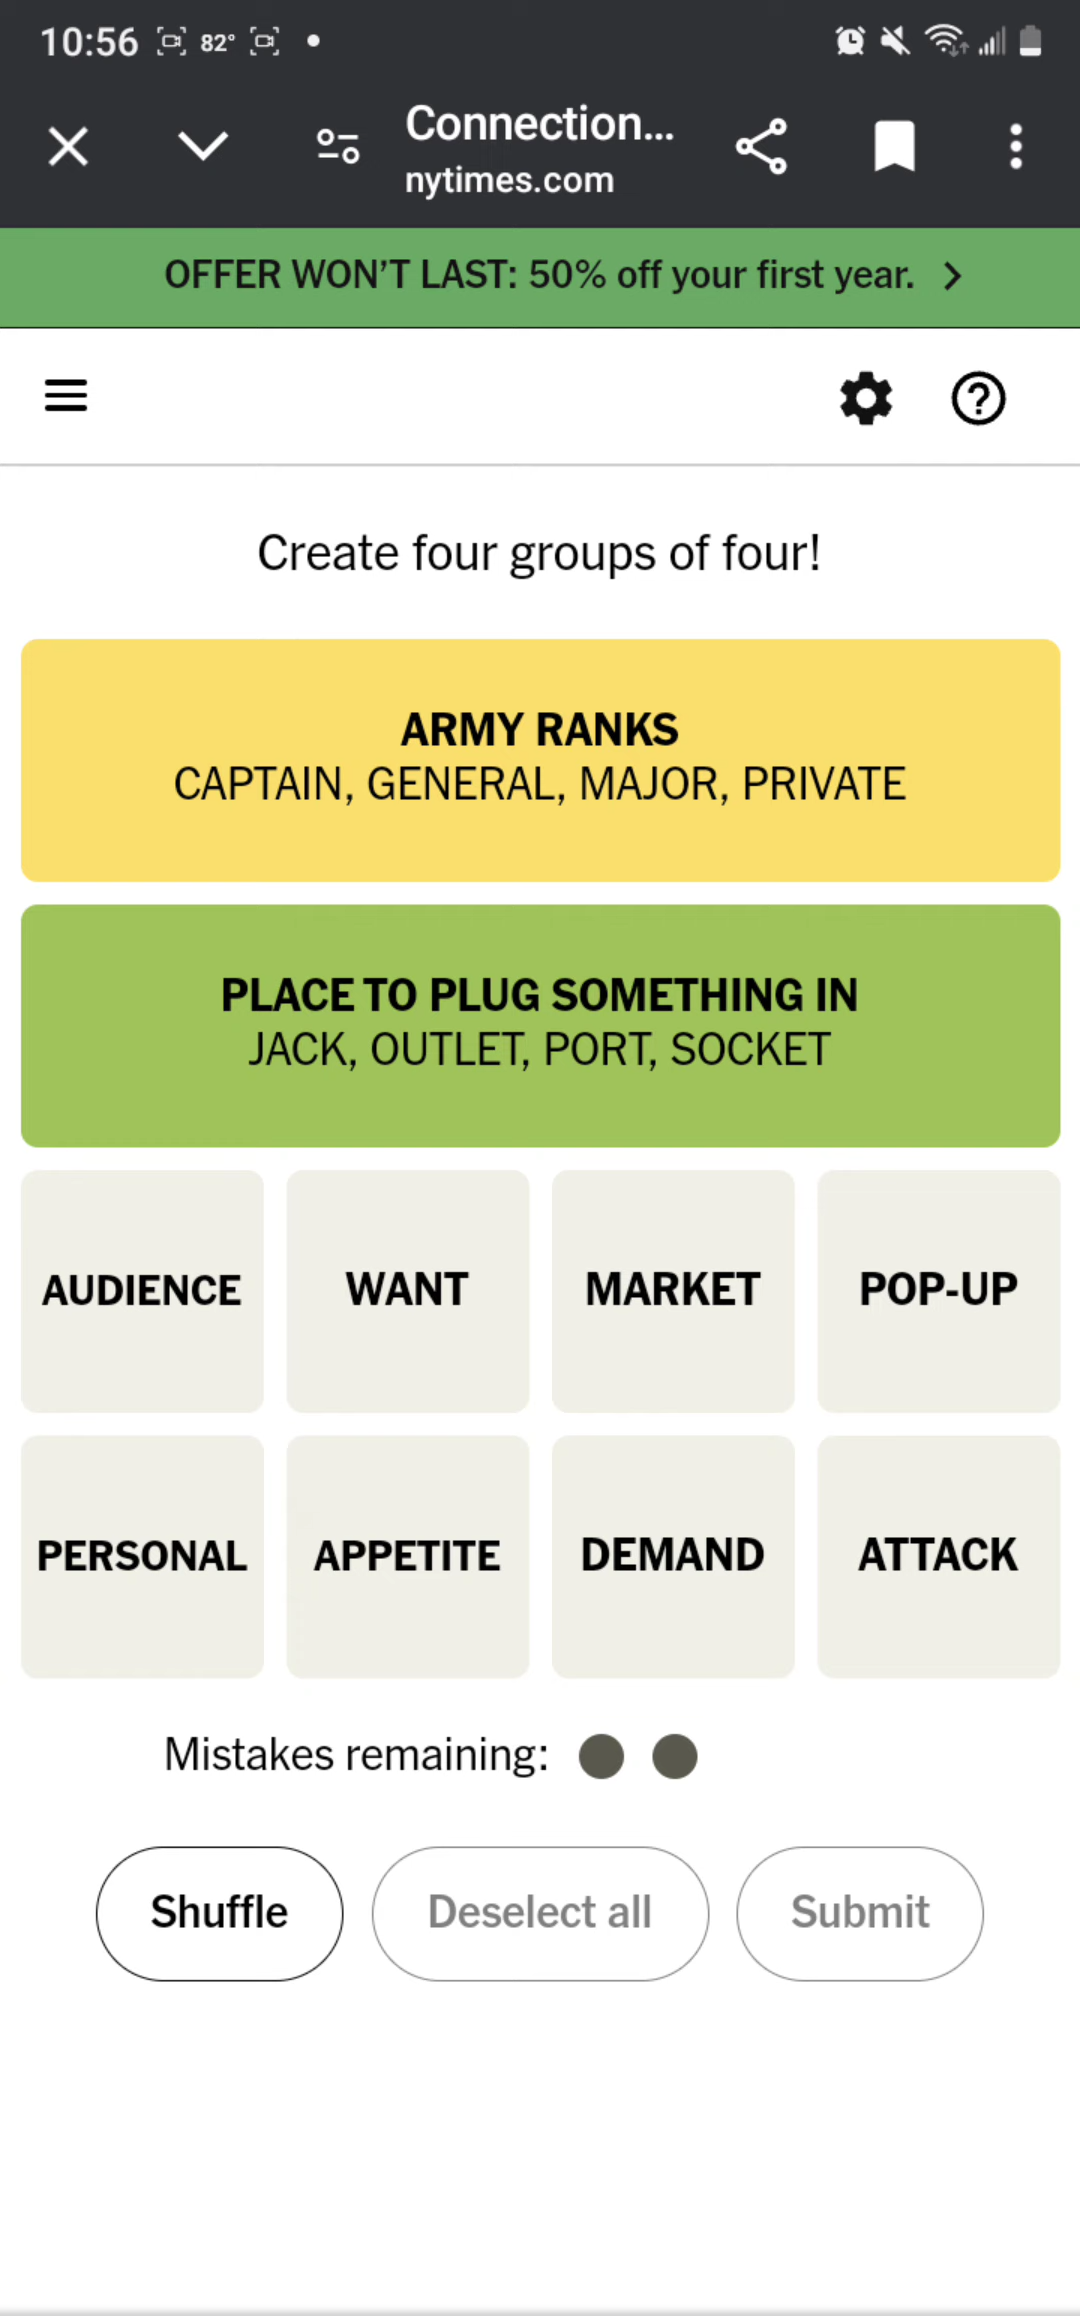 10:56 82°
Connection...
nytimes.com
OFFER WON'T LAST: 50% off your first year.
Create four groups of four!
ARMY RANKS
CAPTAIN, GENERAL, MAJOR, PRIVATE
PLACE TO PLUG SOMETHING IN
JACK, OUTLET, PORT, SOCKET
AUDIENCE WANT MARKET POP-UP
PERSONAL APPETITE DEMAND ATTACK
Mistakes remaining:
Shuffle Deselect all Submit